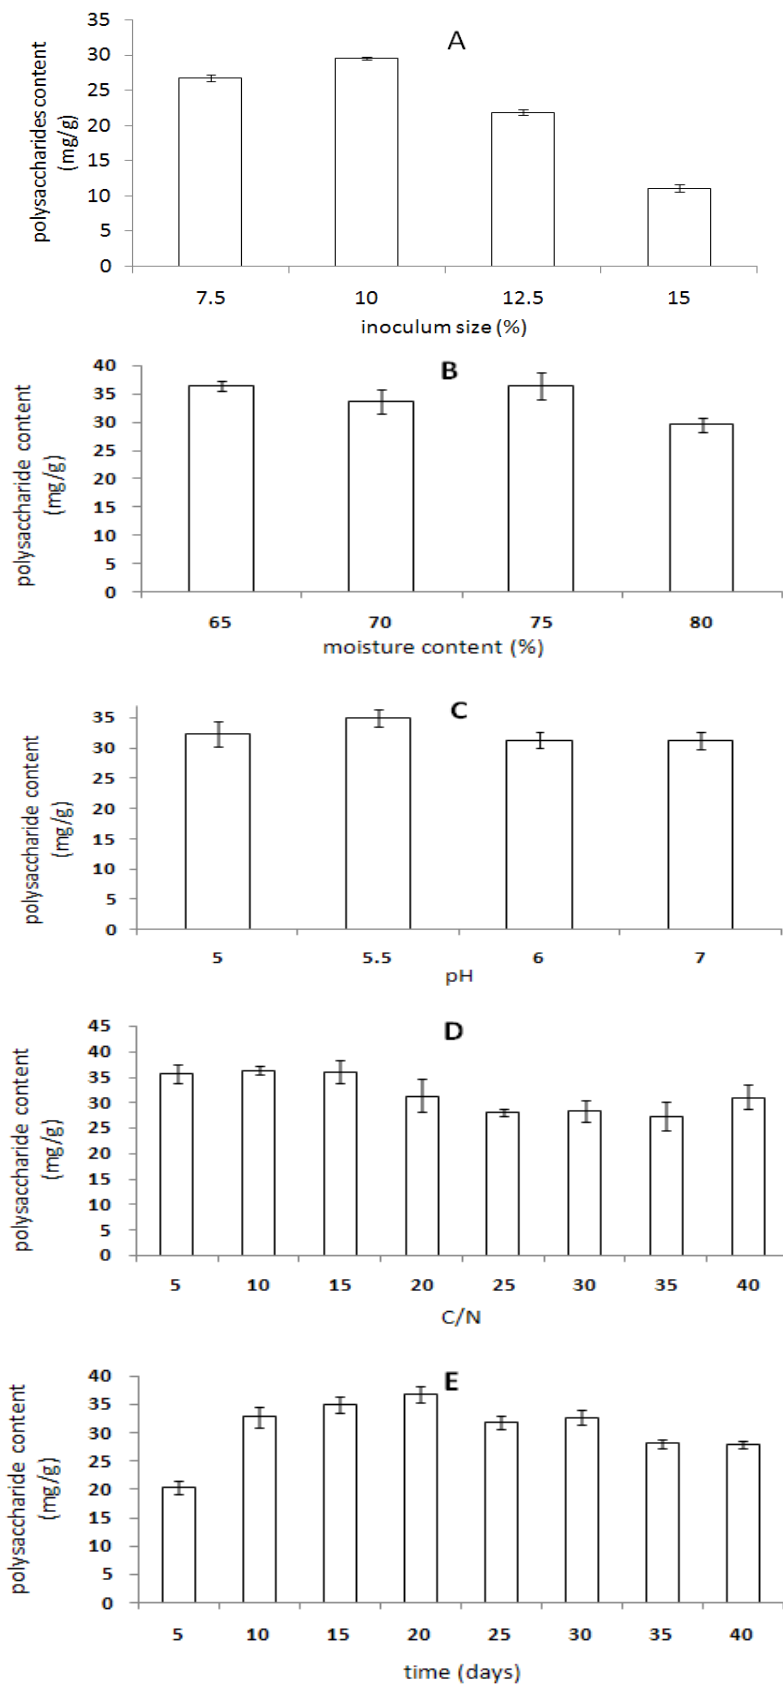 A
polysaccharides content
(mg/g)
35
30
25
20
15
10
5
0
7.5 10 12.5 15
inoculum size (%)
B
polysaccharide content
(mg/g)
40
35
30
25
20
15
10
5
0
65 70 75 80
moisture content (%)
C
polysaccharide content
(mg/g)
35
30
25
20
15
10
5
0
5 5.5 6 7
pH
D
polysaccharide content
(mg/g)
45
40
35
30
25
20
15
10
5
0
5 10 15 20 25 30 35 40
C/N
E
polysaccharide content
(mg/g)
40
35
30
25
20
15
10
5
0
5 10 15 20 25 30 35 40
time (days)